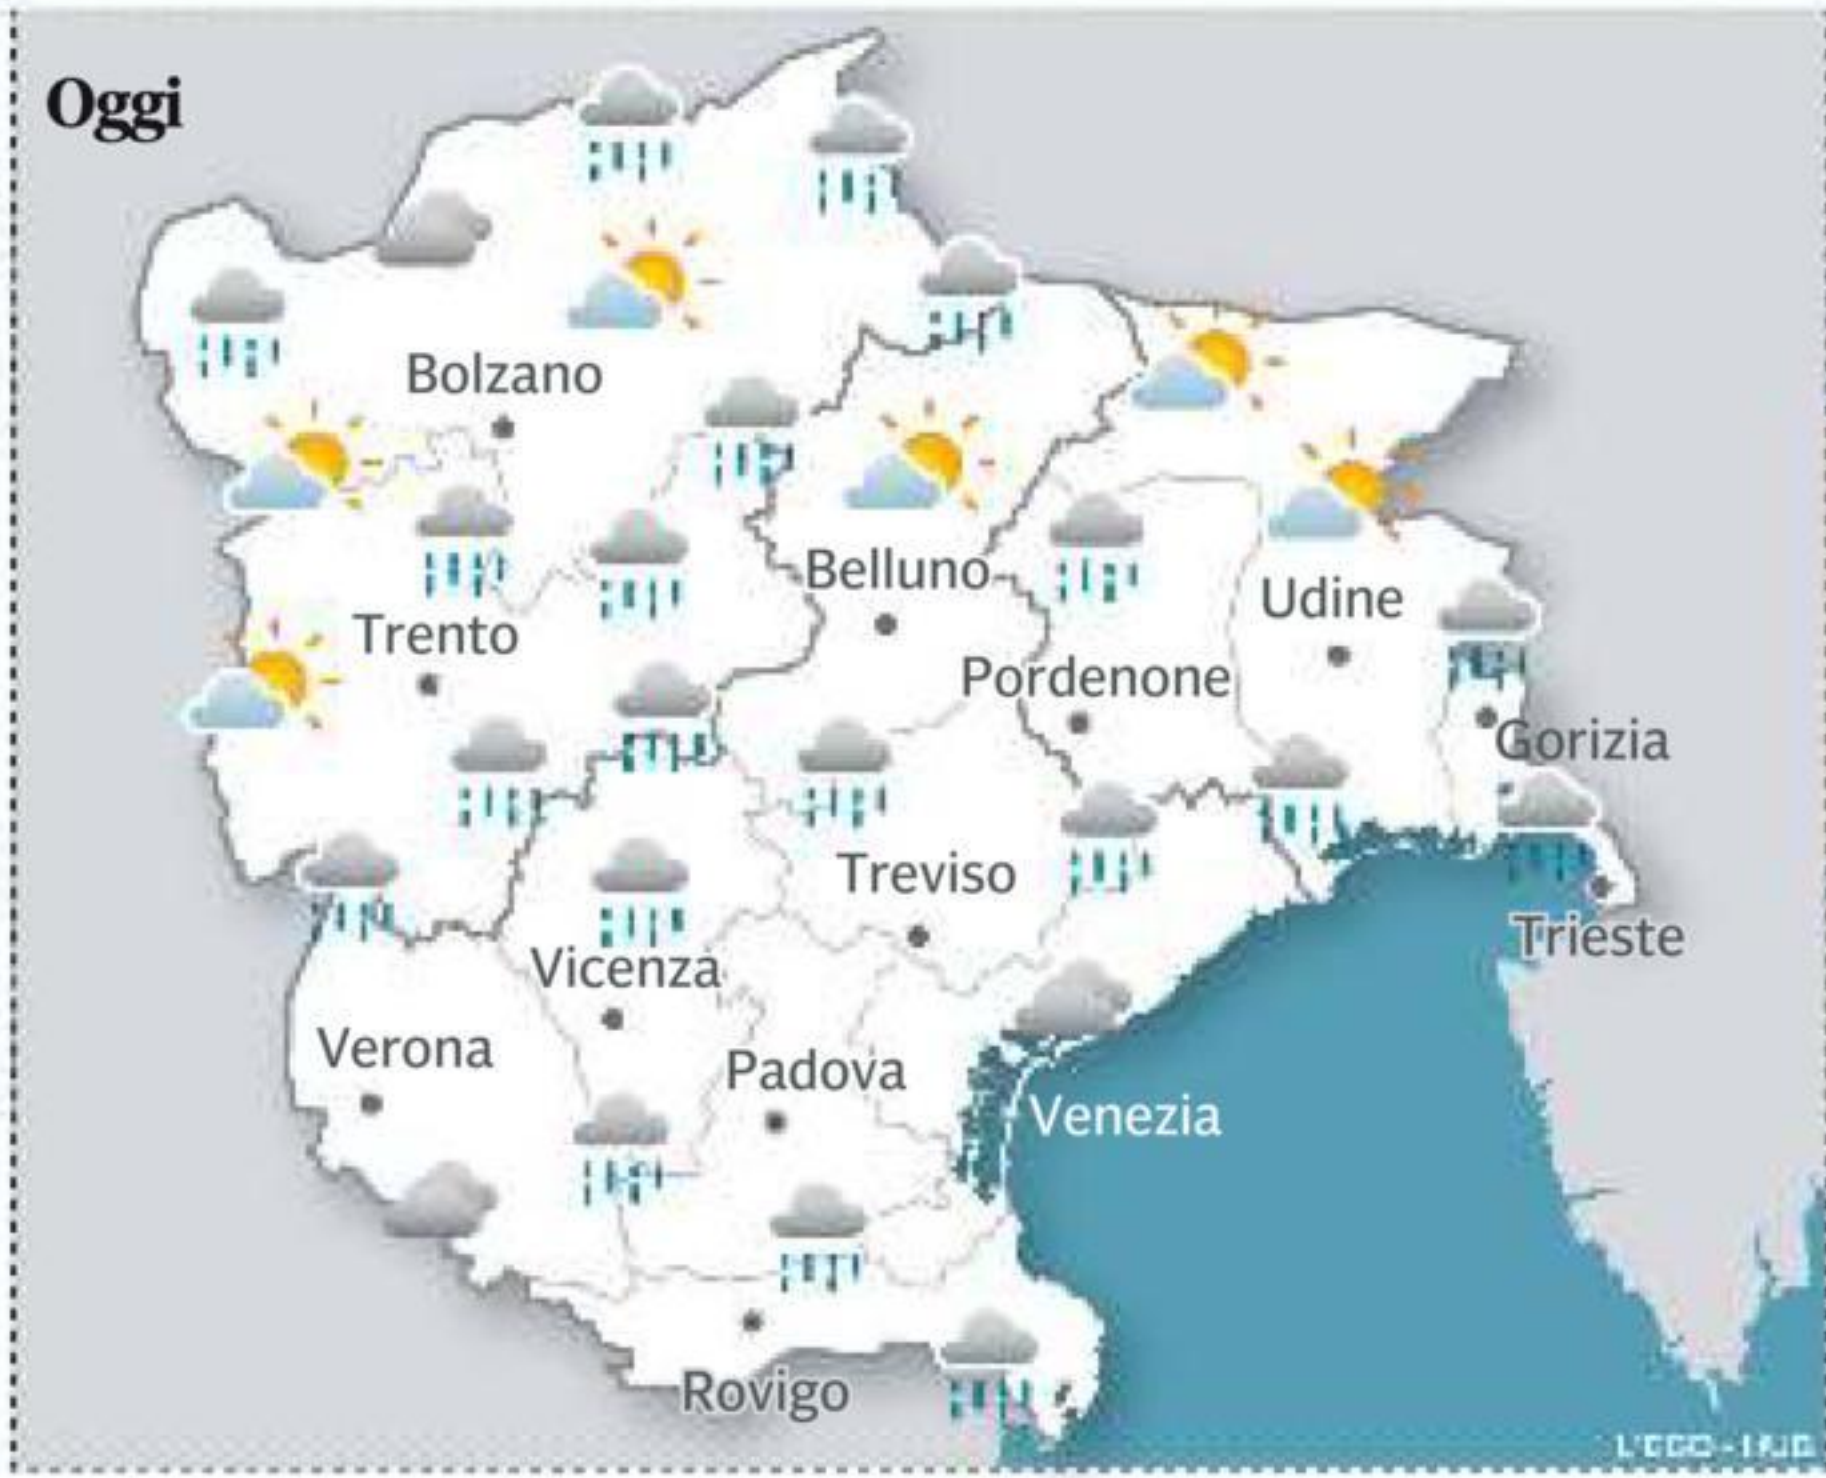 Oggi
Bolzano
Belluno
Udine
Trento
Pordenone
Gorizia
Treviso
Trieste
Vicenza
Verona
Padova
Venezia
Rovigo